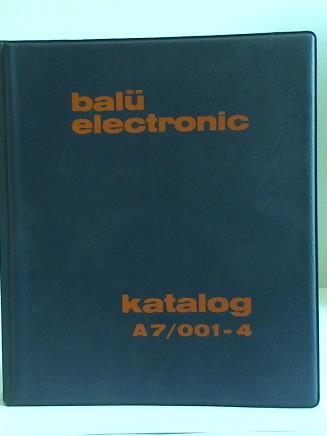 balü
electronic
katalog
A7/001-4